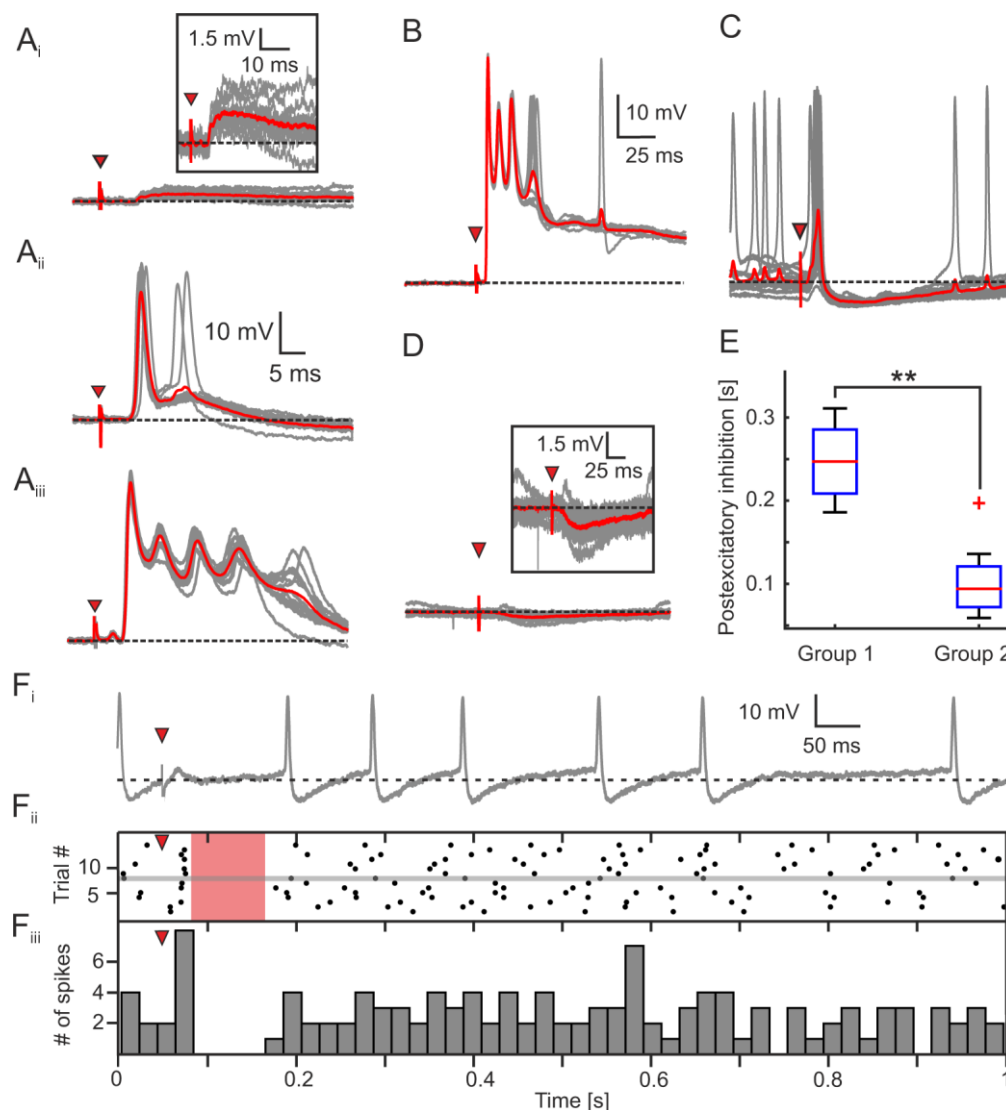 Ai
1.5 mV
10 ms
Aii
10 mV
5 ms
Aiii
B
10 mV
25 ms
C
D
1.5 mV
25 ms
E
**
Postexcitatory inhibition [s]
0.3
0.2
0.1
Group 1
Group 2
Fi
10 mV
50 ms
Fii
Trial #
10
5
Fiii
# of spikes
6
4
2
0
0.2
0.4
0.6
0.8
1
Time [s]